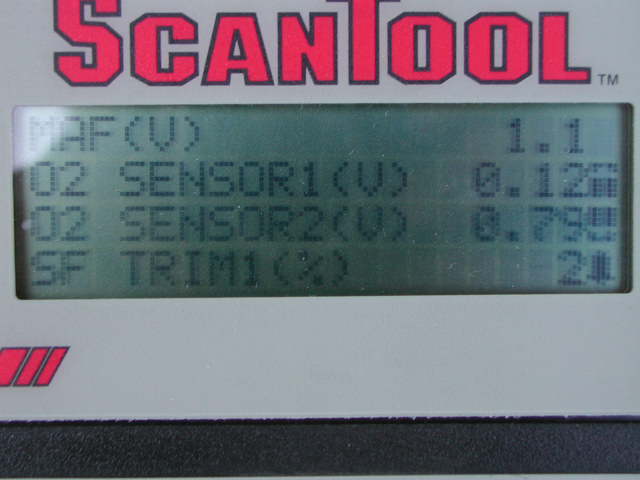 SCANTOOL™
MAF(V) 1.1
O2 SENSOR1(V) 0.12
O2 SENSOR2(V) 0.79
SF TRIM1(%) 2